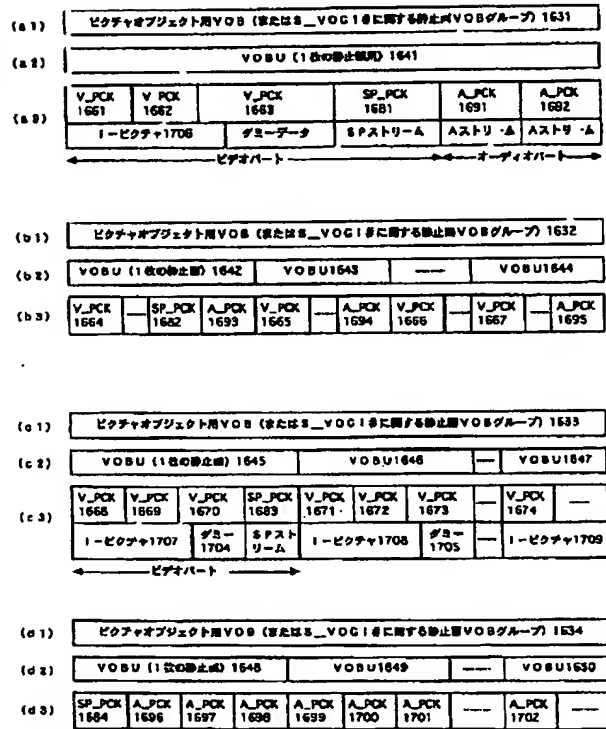 (a1) ピクチャオブジェクト用VOB (またはS__VOGI#に関する静止画VOBグループ) 1631
(a2) VOBU (1枚の静止画用) 1641
V_PCK 1661 V PCK 1662 V_PCK 1663 SP_PCK 1681 A_PCK 1691 A_PCK 1692
(a3)
I-ピクチャ1706 ダミーデータ SPストリーム Aストリーム Aストリーム
ビデオパート オーディオパート
(b1) ピクチャオブジェクト用VOB (またはS__VOGI#に関する静止画VOBグループ) 1632
(b2) VOBU (1枚の静止画) 1642 VOBU1643 VOBU1644
(b3) V_PCK 1664 SP_PCK 1682 A_PCK 1693 V_PCK 1665 A_PCK 1694 V_PCK 1666 V_PCK 1667 A_PCK 1695
(c1) ピクチャオブジェクト用VOB (またはS__VOGI#に関する静止画VOBグループ) 1633
(c2) VOBU (1枚の静止画) 1645 VOBU1646 VOBU1647
V_PCK 1668 V_PCK 1669 V_PCK 1670 SP_PCK 1683 V_PCK 1671 V_PCK 1672 V_PCK 1673 V_PCK 1674
(c3)
I-ピクチャ1707 ダミー 1704 SPストリーム I-ピクチャ1708 ダミー 1705 I-ピクチャ1709
ビデオパート
(d1) ピクチャオブジェクト用VOB (またはS__VOGI#に関する静止画VOBグループ) 1634
(d2) VOBU (1枚の静止画) 1648 VOBU1649 VOBU1650
(d3) SP_PCK 1684 A_PCK 1696 A_PCK 1697 A_PCK 1698 A_PCK 1699 A_PCK 1700 A_PCK 1701 A_PCK 1702